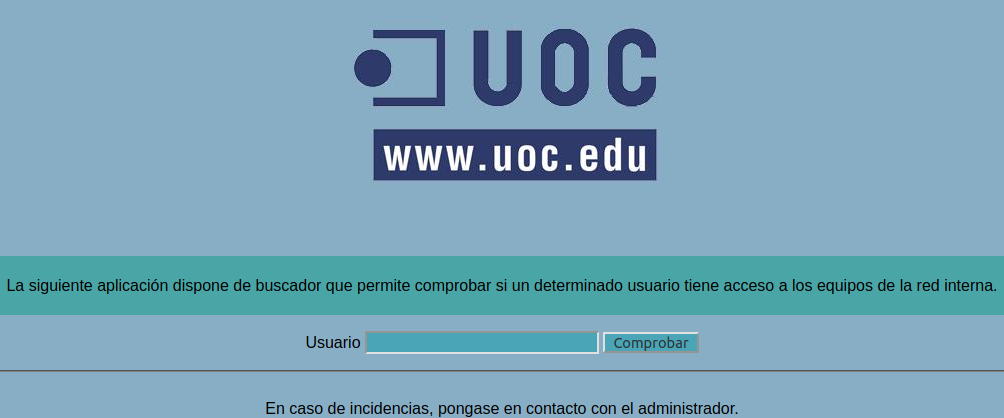 UOC
www.uoc.edu
La siguiente aplicación dispone de buscador que permite comprobar si un determinado usuario tiene acceso a los equipos de la red interna.
Usuario Comprobar
En caso de incidencias, pongase en contacto con el administrador.